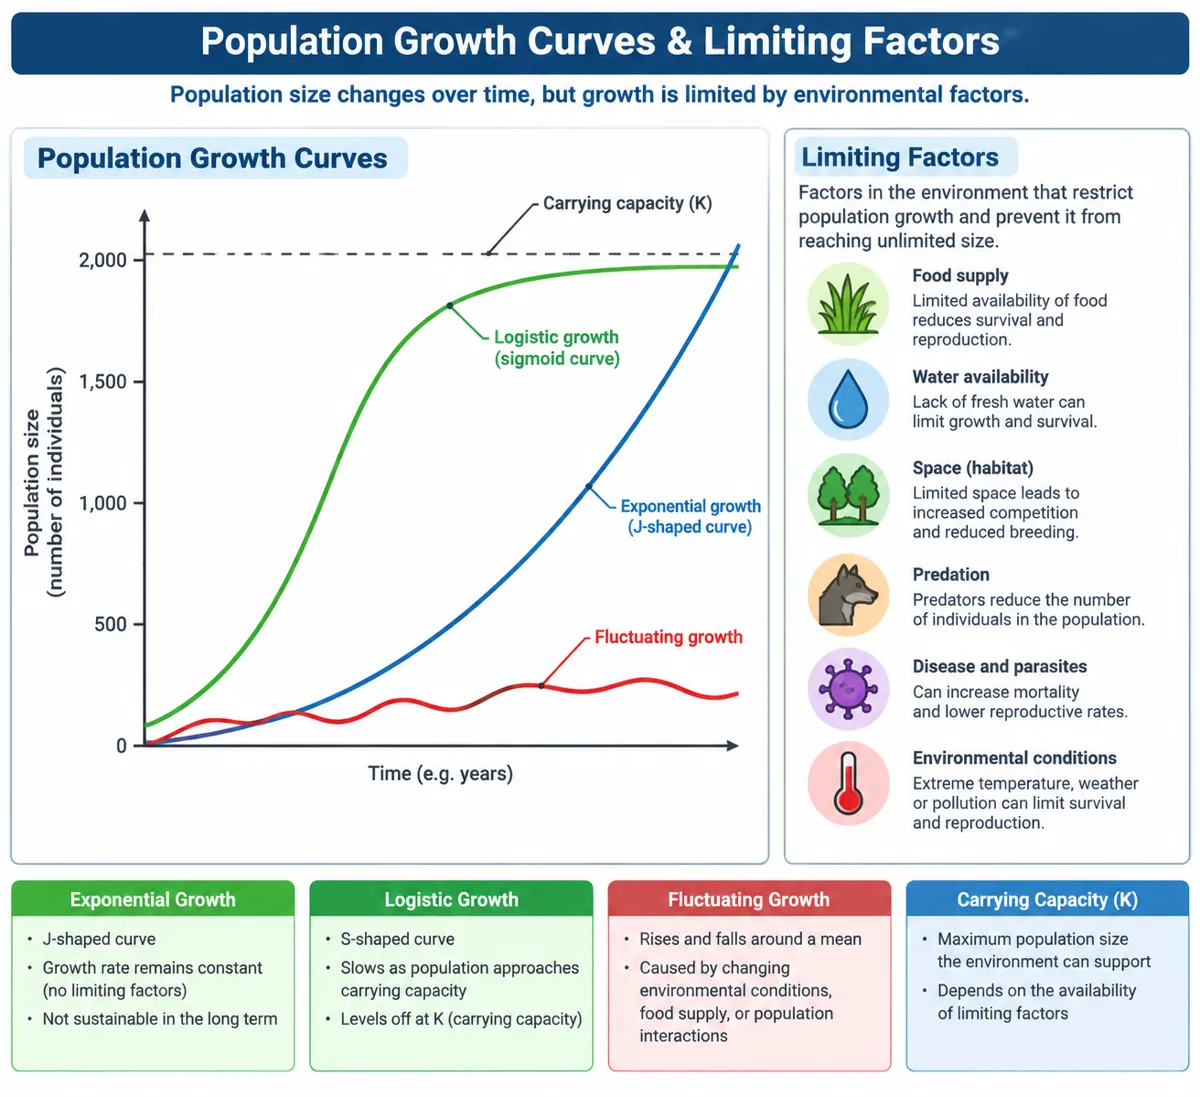 Population Growth Curves & Limiting Factors
Population size changes over time, but growth is limited by environmental factors.
Population Growth Curves
Carrying capacity (K)
2,000
1,500
1,000
500
0
Population size
(number of individuals)
Logistic growth
(sigmoid curve)
Exponential growth
(J-shaped curve)
Fluctuating growth
Time (e.g. years)
Limiting Factors
Factors in the environment that restrict
population growth and prevent it from
reaching unlimited size.
Food supply
Limited availability of food
reduces survival and
reproduction.
Water availability
Lack of fresh water can
limit growth and survival.
Space (habitat)
Limited space leads to
increased competition
and reduced breeding.
Predation
Predators reduce the number
of individuals in the population.
Disease and parasites
Can increase mortality
and lower reproductive rates.
Environmental conditions
Extreme temperature, weather
or pollution can limit survival
and reproduction.
Exponential Growth
• J-shaped curve
• Growth rate remains constant
(no limiting factors)
• Not sustainable in the long term
Logistic Growth
• S-shaped curve
• Slows as population approaches
carrying capacity
• Levels off at K (carrying capacity)
Fluctuating Growth
• Rises and falls around a mean
• Caused by changing
environmental conditions,
food supply, or population
interactions
Carrying Capacity (K)
• Maximum population size
the environment can support
• Depends on the availability
of limiting factors